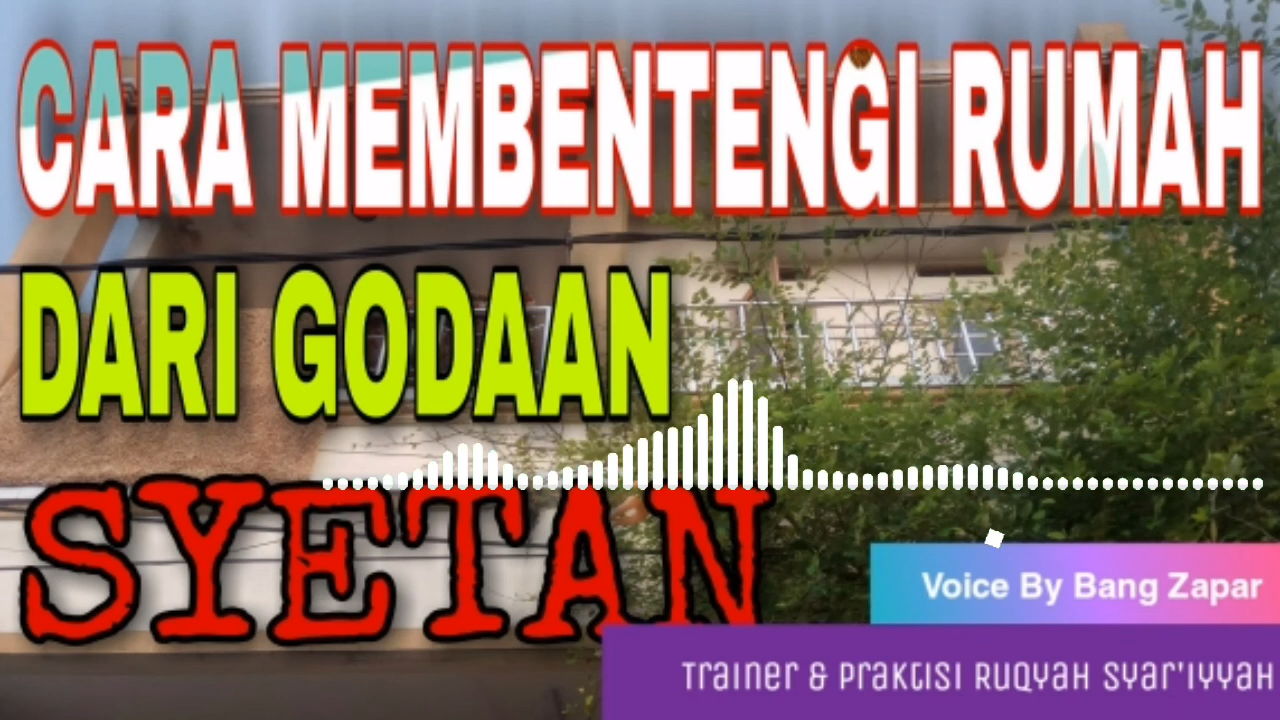 CARA MEMBENTENGI RUMAH
DARI GODAAN
SYETAN
Voice By Bang Zapar
Trainer & Praktisi Ruqyah Syar'iyyah